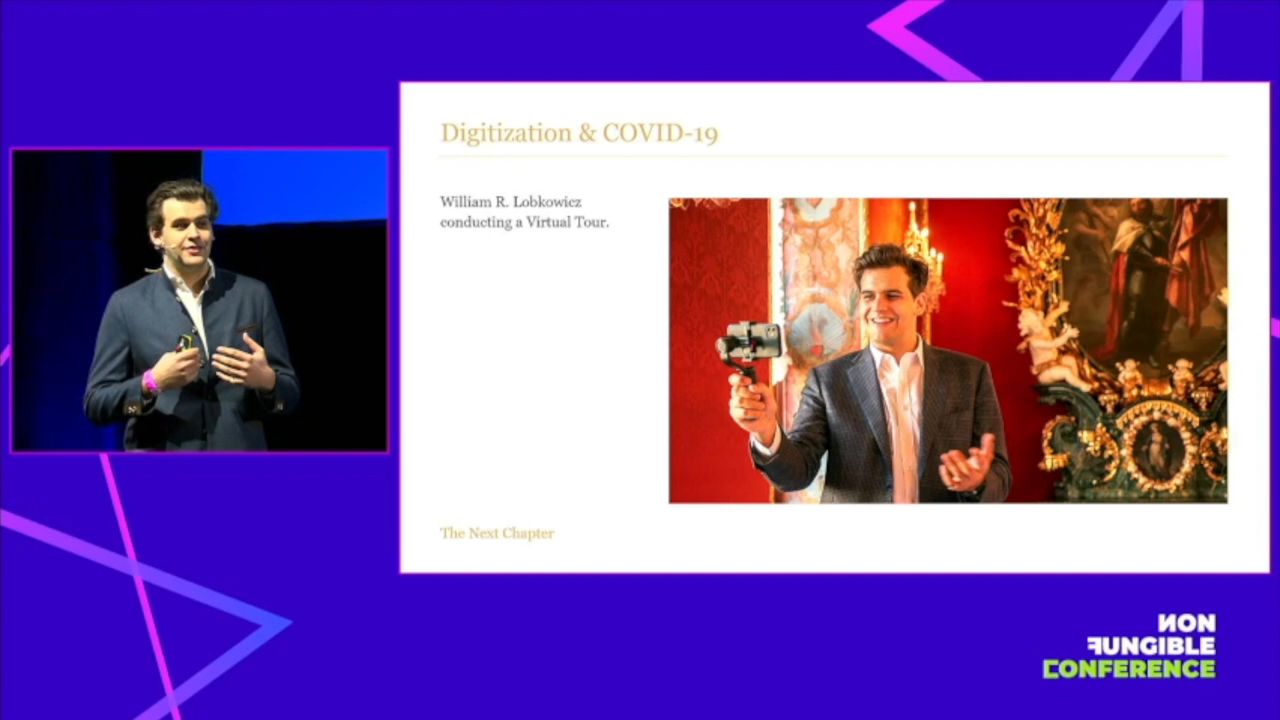 Digitization & COVID-19
William R. Lobkowicz
conducting a Virtual Tour.
The Next Chapter
NON
FUNGIBLE
CONFERENCE